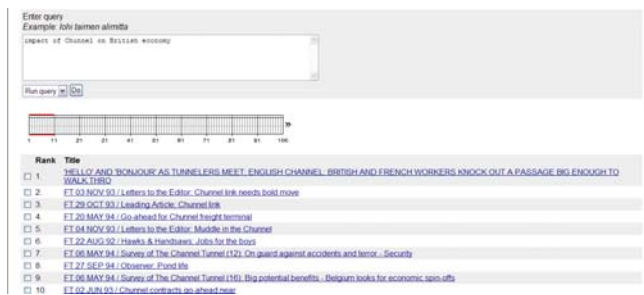 Enter query
Example: lohi taimen alimitta
impact of Chunnel on British economy
Run query Do
»
1 11 21 31 41 51 61 71 81 91 100
Rank Title
1. 'HELLO' AND 'BONJOUR' AS TUNNELERS MEET. ENGLISH CHANNEL: BRITISH AND FRENCH WORKERS KNOCK OUT A PASSAGE BIG ENOUGH TO
WALK THRO
2. FT 03 NOV 93 / Letters to the Editor: Chunnel link needs bold move
3. FT 29 OCT 93 / Leading Article: Chunnel link
4. FT 20 MAY 94 / Go-ahead for Chunnel freight terminal
5. FT 04 NOV 93 / Letters to the Editor: Muddle in the Chunnel
6. FT 22 AUG 92 / Hawks & Handsaws: Jobs for the boys
7. FT 06 MAY 94 / Survey of The Channel Tunnel (12): On guard against accidents and terror - Security
8. FT 27 SEP 94 / Observer: Pond life
9. FT 06 MAY 94 / Survey of The Channel Tunnel (16): Big potential benefits - Belgium looks for economic spin-offs
10. FT 02 JUN 93 / Chunnel contracts go-ahead near